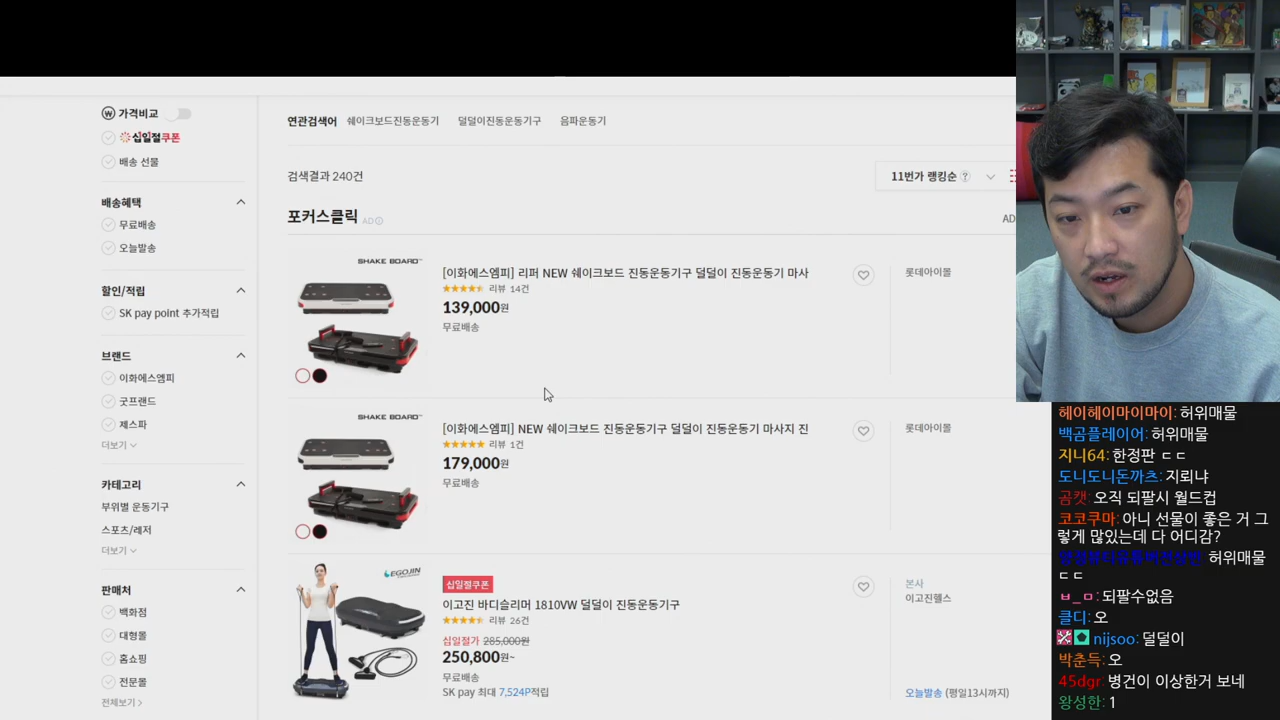 가격비교
십일절쿠폰
배송 선물
배송혜택
무료배송
오늘발송
할인/적립
SK pay point 추가적립
브랜드
이화에스엠피
굿프랜드
제스파
더보기
카테고리
부위별 운동기구
스포츠/레저
더보기
판매처
백화점
대형몰
홈쇼핑
전문몰
전체보기
연관검색어 쉐이크보드진동운동기 덜덜이진동운동기구 음파운동기
검색결과 240건
11번가 랭킹순
포커스클릭 AD
AD
SHAKE BOARD™
[이화에스엠피] 리퍼 NEW 쉐이크보드 진동운동기구 덜덜이 진동운동기 마사
리뷰 14건
139,000원
무료배송
롯데아이몰
SHAKE BOARD™
[이화에스엠피] NEW 쉐이크보드 진동운동기구 덜덜이 진동운동기 마사지 진
리뷰 1건
179,000원
무료배송
롯데아이몰
EGOJIN
십일절쿠폰
이고진 바디슬리머 1810VW 덜덜이 진동운동기구
리뷰 26건
십일절가 285,000원
250,800원~
무료배송
SK pay 최대 7,524P적립
본사
이고진헬스
오늘발송 (평일13시까지)
헤이헤이마이마이: 허위매물
백곰플레이어: 허위매물
지니64: 한정판 ㄷㄷ
도니도니돈까츠: 지뢰냐
곰캣: 오직 되팔시 월드컵
코코쿠마: 아니 선물이 좋은 거 그
렇게 많있는데 다 어디감?
허위매물
ㄷㄷ
ㅂ_ㅁ: 되팔수없음
클디: 오
nijsoo: 덜덜이
박춘득: 오
45dgr: 병건이 이상한거 보네
왕성한: 1